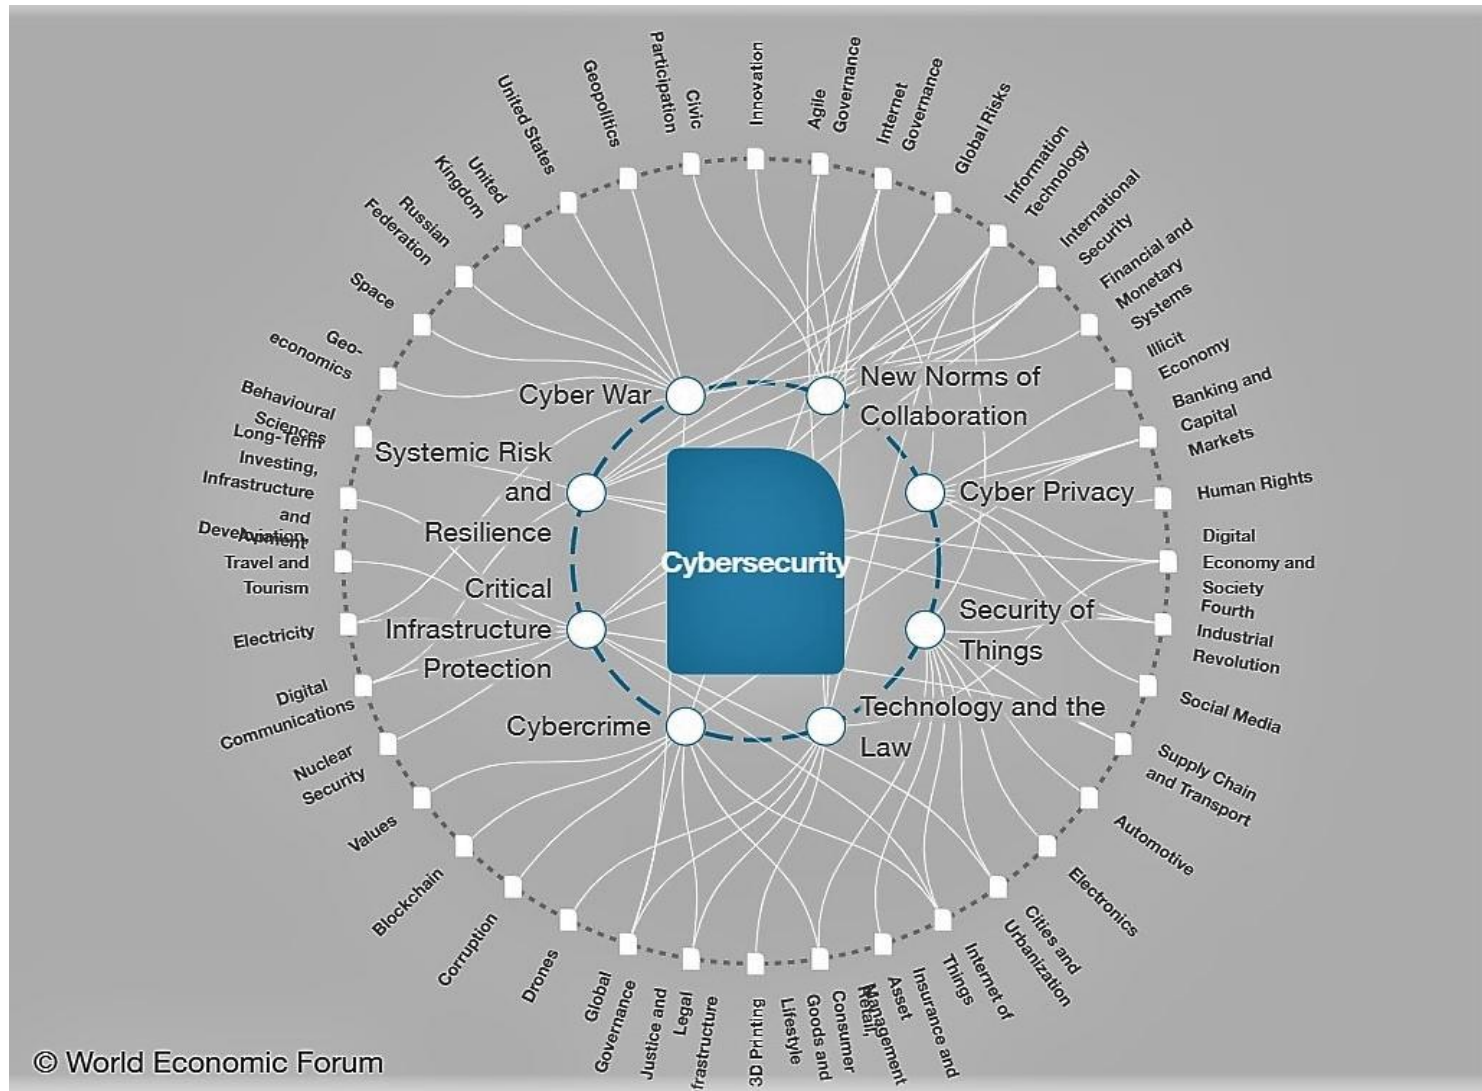 Cybersecurity
Cyber War
New Norms of
Collaboration
Cyber Privacy
Security of
Things
Technology and the
Law
Cybercrime
Critical
Infrastructure
Protection
Systemic Risk
and
Resilience
Innovation
Agile
Governance
Internet
Governance
Global Risks
Information
Technology
International
Security
Financial and
Monetary
Systems
Illicit
Economy
Banking and
Capital
Markets
Human Rights
Digital
Economy and
Society
Fourth
Industrial
Revolution
Social Media
Supply Chain
and Transport
Automotive
Electronics
Cities and
Urbanization
Internet of
Things
Insurance and
Asset
Management
Retail,
Consumer
Goods and
Lifestyle
3D Printing
Justice and
Legal
frastructure
Global
Governance
Drones
Corruption
Blockchain
Values
Nuclear
Security
Digital
Communications
Electricity
Aviation,
Travel and
Tourism
Long-Term
Investing,
Infrastructure
and
Development
Behavioural
Sciences
Geo-
economics
Space
Russian
Federation
United
Kingdom
United States
Geopolitics
Civic
Participation
© World Economic Forum